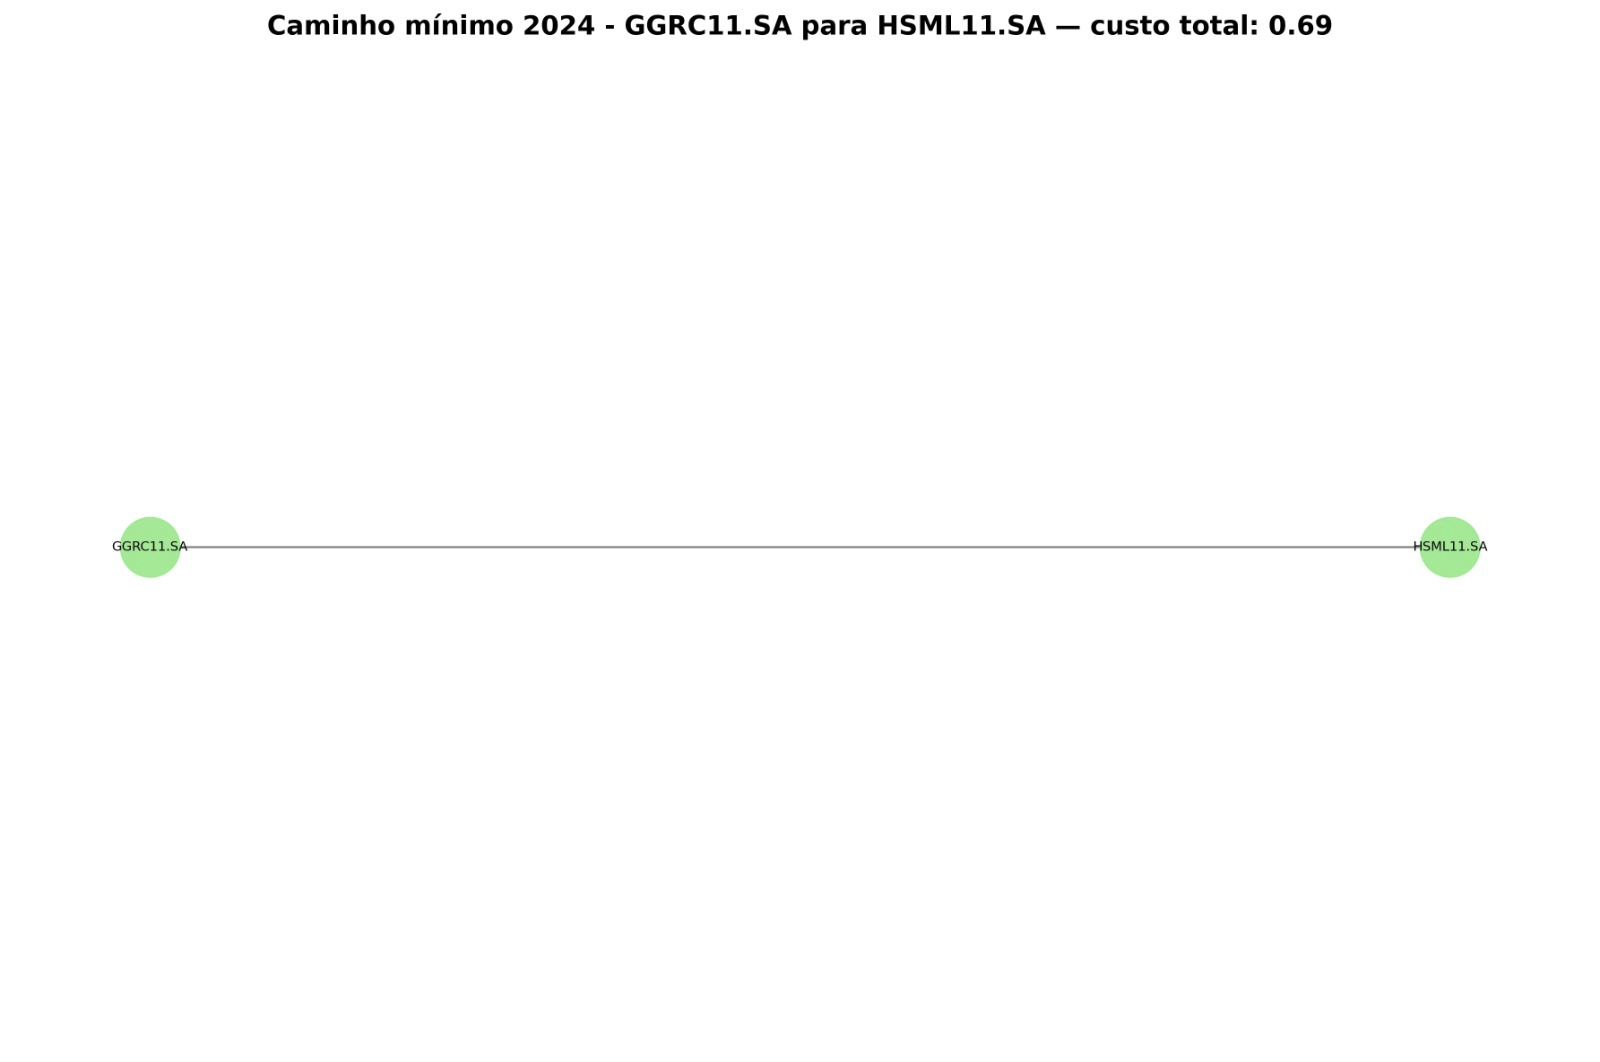 Caminho mínimo 2024 - GGRC11.SA para HSML11.SA — custo total: 0.69
GGRC11.SA
HSML11.SA